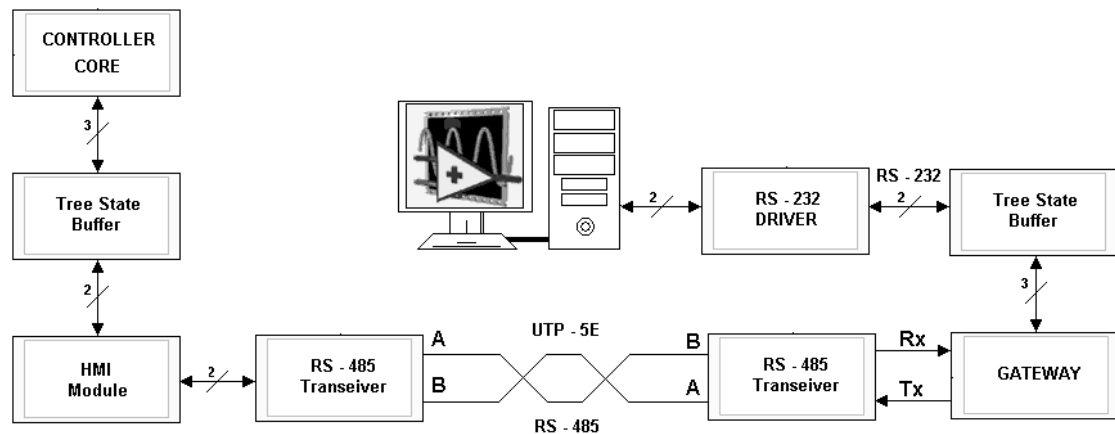 CONTROLLER
CORE
3
Tree State
Buffer
2
HMI
Module
2
RS - 485
Transeiver
A
B
UTP - 5E
RS - 485
B
A
RS - 485
Transeiver
Rx
Tx
GATEWAY
3
Tree State
Buffer
RS - 232
2
RS - 232
DRIVER
2